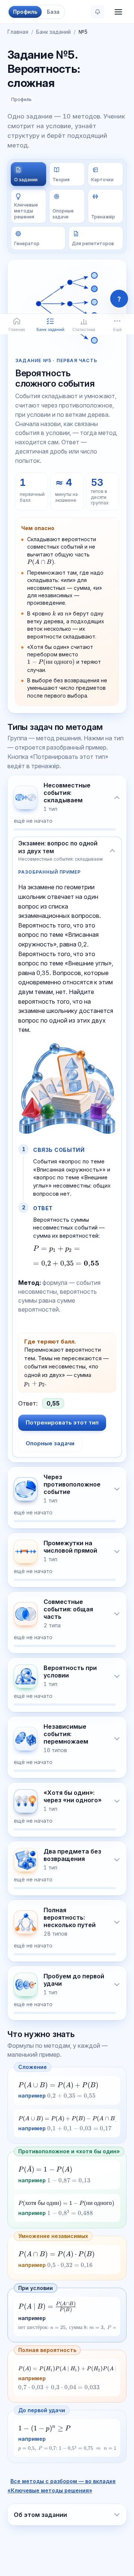 Профиль База
Главная / Банк заданий / №5
Задание №5.
Вероятность:
сложная
Профиль
Одно задание — 10 методов. Ученик
смотрит на условие, узнаёт
структуру и берёт подходящий
метод.
О задании
Теория
Карточки
Ключевые
методы
решения
Опорные
задачи
Тренажёр
Генератор
Для репетиторов
?
Главная
Банк заданий
Статистика
Ещё
ЗАДАНИЕ №5 · ПЕРВАЯ ЧАСТЬ
Вероятность
сложного события
События складывают и умножают,
считают через противоположное,
при условии и по веткам дерева.
Сначала назови, как связаны
события в условии, тогда метод
находится сам. Ответ —
десятичная дробь или число
попыток.
1
первичный
балл
≈ 4
минуты на
экзамене
53
типов в
десяти
группах
Чем опасно
Складывают вероятности
совместных событий и не
вычитают общую часть
P(A ∩ B).
Перемножают там, где надо
складывать: «или» для
несовместных — сумма, «и»
для независимых —
произведение.
В «ровно k из n» берут одну
ветку дерева, а подходящих
веток несколько — их
вероятности складывают.
«Хотя бы один» считают
перебором вместо
1 − P(ни одного) и теряют
случаи.
В выборе без возвращения не
уменьшают число предметов
после первого выбора.
Типы задач по методам
Группа — метод решения. Нажми на тип
— откроется разобранный пример.
Кнопка «Потренировать этот тип»
ведёт в тренажёр.
Несовместные
события:
складываем
1 тип
ещё не начато
Экзамен: вопрос по одной
из двух тем
Несовместные события: складываем
РАЗОБРАННЫЙ ПРИМЕР
На экзамене по геометрии
школьник отвечает на один
вопрос из списка
экзаменационных вопросов.
Вероятность того, что это
вопрос по теме «Вписанная
окружность», равна 0,2.
Вероятность того, что это
вопрос по теме «Внешние углы»,
равна 0,35. Вопросов, которые
одновременно относятся к этим
двум темам, нет. Найдите
вероятность того, что на
экзамене школьнику достанется
вопрос по одной из этих двух
тем.
1 СВЯЗЬ СОБЫТИЙ
События «вопрос по теме
«Вписанная окружность»» и
«вопрос по теме «Внешние
углы»» несовместны: общих
вопросов нет.
2 ОТВЕТ
Вероятность суммы
несовместных событий —
сумма их вероятностей:
P = p₁ + p₂ =
= 0,2 + 0,35 = 0,55
Метод: формула — события
несовместны, вероятность
суммы равна сумме
вероятностей.
Где теряют балл.
Перемножают вероятности
тем. Темы не пересекаются —
события несовместны, «по
одной из двух» — сумма
p₁ + p₂.
Ответ: 0,55
Потренировать этот тип
Опорные задачи
Через
противоположное
событие
1 тип
ещё не начато
Промежутки на
числовой прямой
1 тип
ещё не начато
Совместные
события: общая
часть
3 типа
ещё не начато
Вероятность при
условии
1 тип
ещё не начато
Независимые
события:
перемножаем
16 типов
ещё не начато
«Хотя бы один»:
через «ни одного»
1 тип
ещё не начато
Два предмета без
возвращения
1 тип
ещё не начато
Полная
вероятность:
несколько путей
28 типов
ещё не начато
Пробуем до первой
удачи
1 тип
ещё не начато
Что нужно знать
Формулы по методам, у каждой —
маленький пример.
Сложение
P(A ∪ B) = P(A) + P(B)
например 0,2 + 0,35 = 0,55
P(A ∪ B) = P(A) + P(B) − P(A ∩ B)
например 0,1 + 0,1 − 0,03 = 0,17
Противоположное и «хотя бы один»
P(Ā) = 1 − P(A)
например 1 − 0,87 = 0,13
P(хотя бы один) = 1 − P(ни одного)
например 1 − 0,8³ = 0,488
Умножение независимых
P(A ∩ B) = P(A) · P(B)
например 0,5 · 0,32 = 0,16
При условии
P(A | B) = P(A∩B)/P(B)
например
Полная вероятность
например
0,7 · 0,03 + 0,3 · 0,04 = 0,033
До первой удачи
1 − (1 − p)ⁿ ≥ P
например
Все методы с разбором — во вкладке
«Ключевые методы решения»
Об этом задании